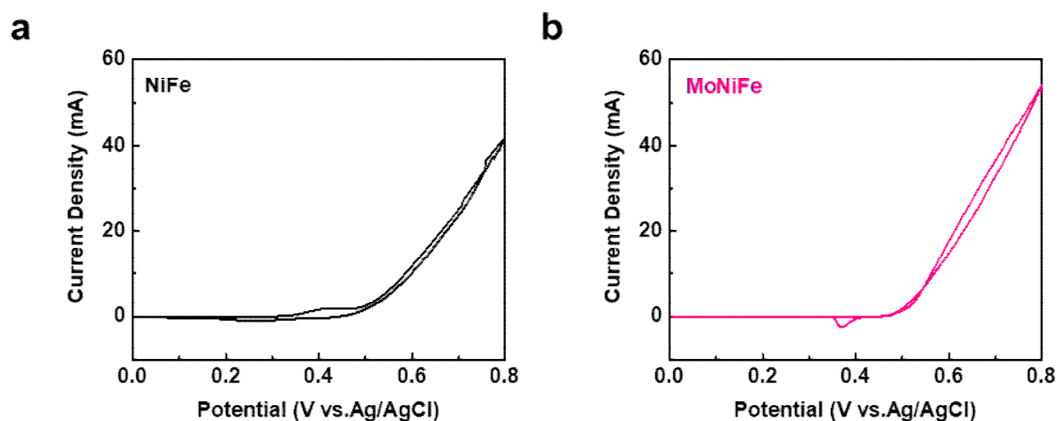 a
60
40
20
0
NiFe
Current Density (mA)
0.0
0.2
0.4
0.6
0.8
Potential (V vs.Ag/AgCl)
b
60
40
20
0
MoNiFe
Current Density (mA)
0.0
0.2
0.4
0.6
0.8
Potential (V vs.Ag/AgCl)